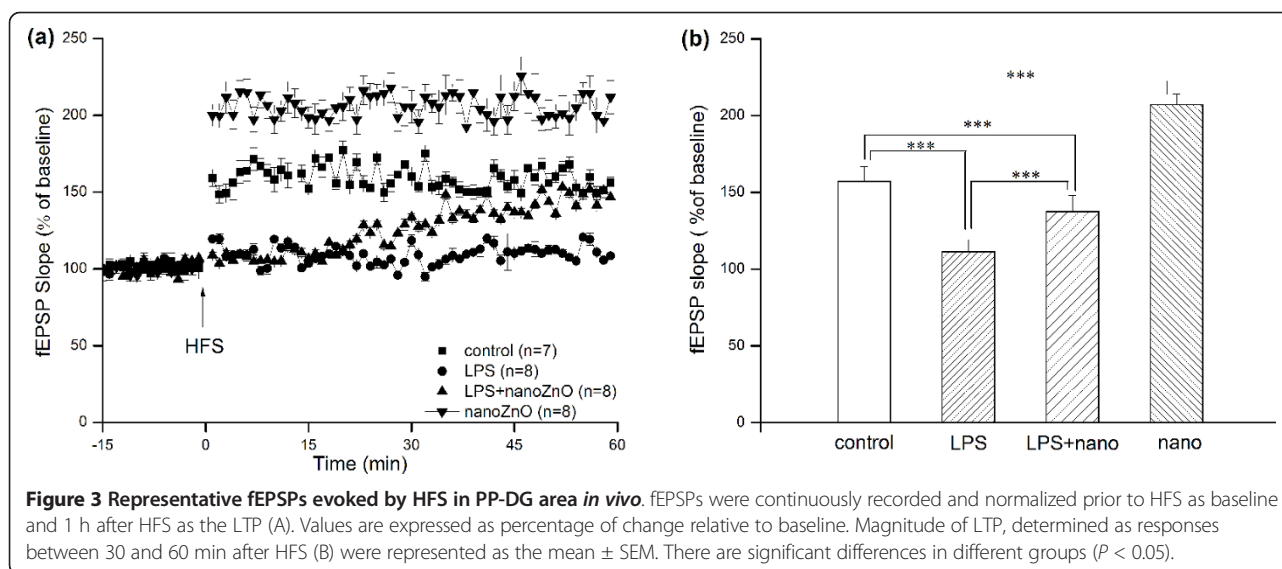 (a)
250
200
150
100
50
0
fEPSP Slope (% of baseline)
HFS
control (n=7)
LPS (n=8)
LPS+nanoZnO (n=8)
nanoZnO (n=8)
-15 0 15 30 45 60
Time (min)
(b)
250
200
150
100
50
0
fEPSP slope ( %of baseline)
***
***
***
***
control LPS LPS+nano nano
Figure 3 Representative fEPSPs evoked by HFS in PP-DG area in vivo. fEPSPs were continuously recorded and normalized prior to HFS as baseline
and 1 h after HFS as the LTP (A). Values are expressed as percentage of change relative to baseline. Magnitude of LTP, determined as responses
between 30 and 60 min after HFS (B) were represented as the mean ± SEM. There are significant differences in different groups (P < 0.05).